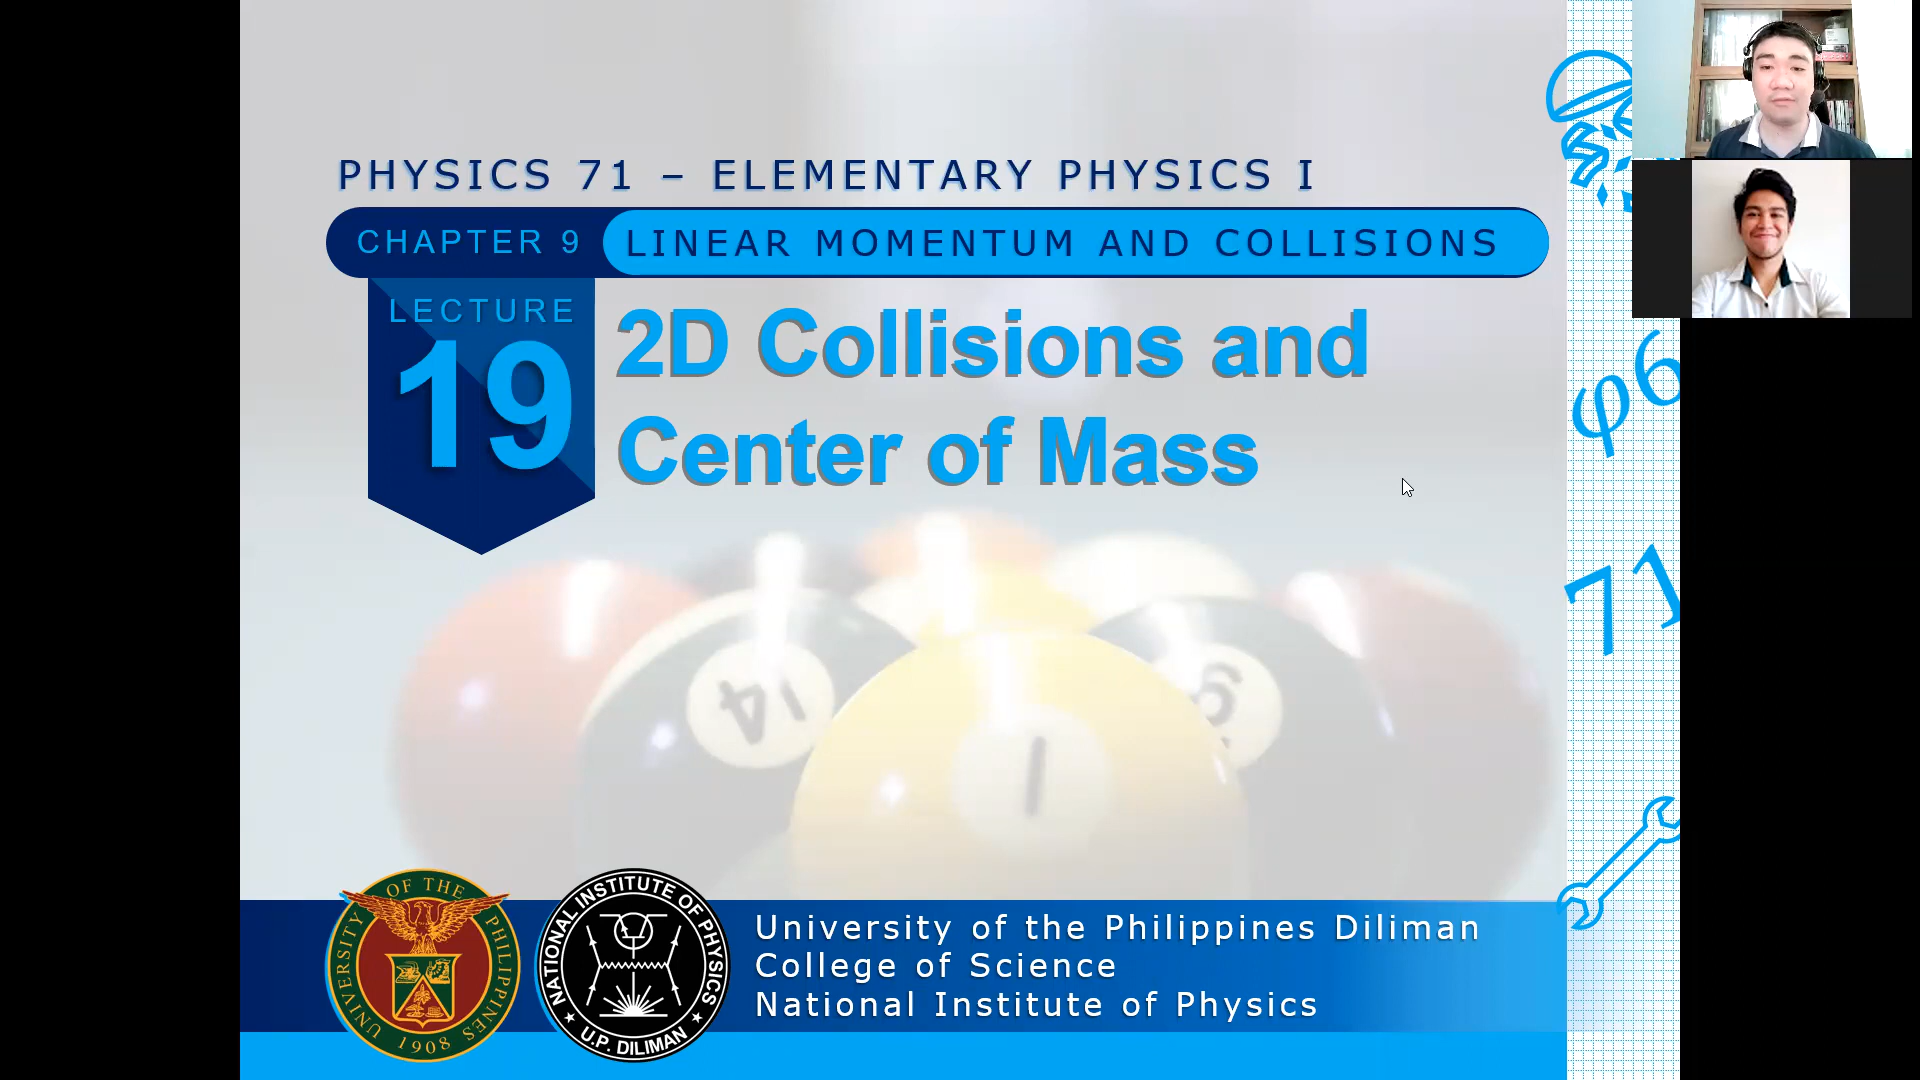 PHYSICS 71 – ELEMENTARY PHYSICS I
CHAPTER 9
LINEAR MOMENTUM AND COLLISIONS
LECTURE
19
2D Collisions and
Center of Mass
14
1
9
φ6
71
UNIVERSITY OF THE PHILIPPINES
1908
NATIONAL INSTITUTE OF PHYSICS
U.P. DILIMAN
University of the Philippines Diliman
College of Science
National Institute of Physics